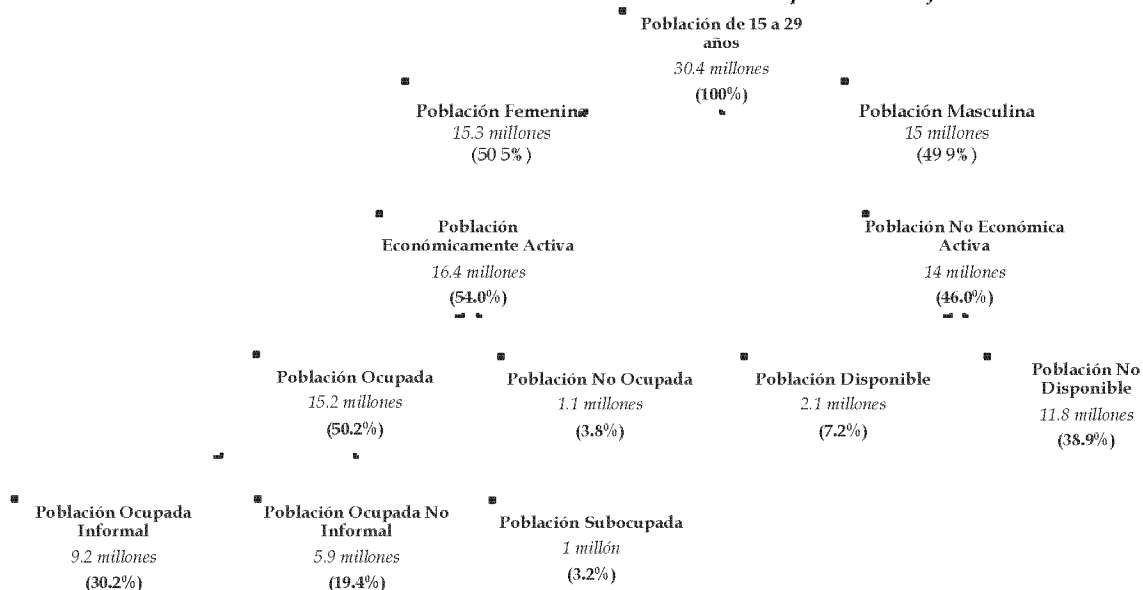 Población de 15 a 29
años
30.4 millones
(100%)
Población Femenina
15.3 millones
(50 5%)
Población Masculina
15 millones
(49 9%)
Población
Económicamente Activa
16.4 millones
(54.0%)
Población No Económica
Activa
14 millones
(46.0%)
Población Ocupada
15.2 millones
(50.2%)
Población No Ocupada
1.1 millones
(3.8%)
Población Disponible
2.1 millones
(7.2%)
Población No
Disponible
11.8 millones
(38.9%)
Población Ocupada
Informal
9.2 millones
(30.2%)
Población Ocupada No
Informal
5.9 millones
(19.4%)
Población Subocupada
1 millón
(3.2%)